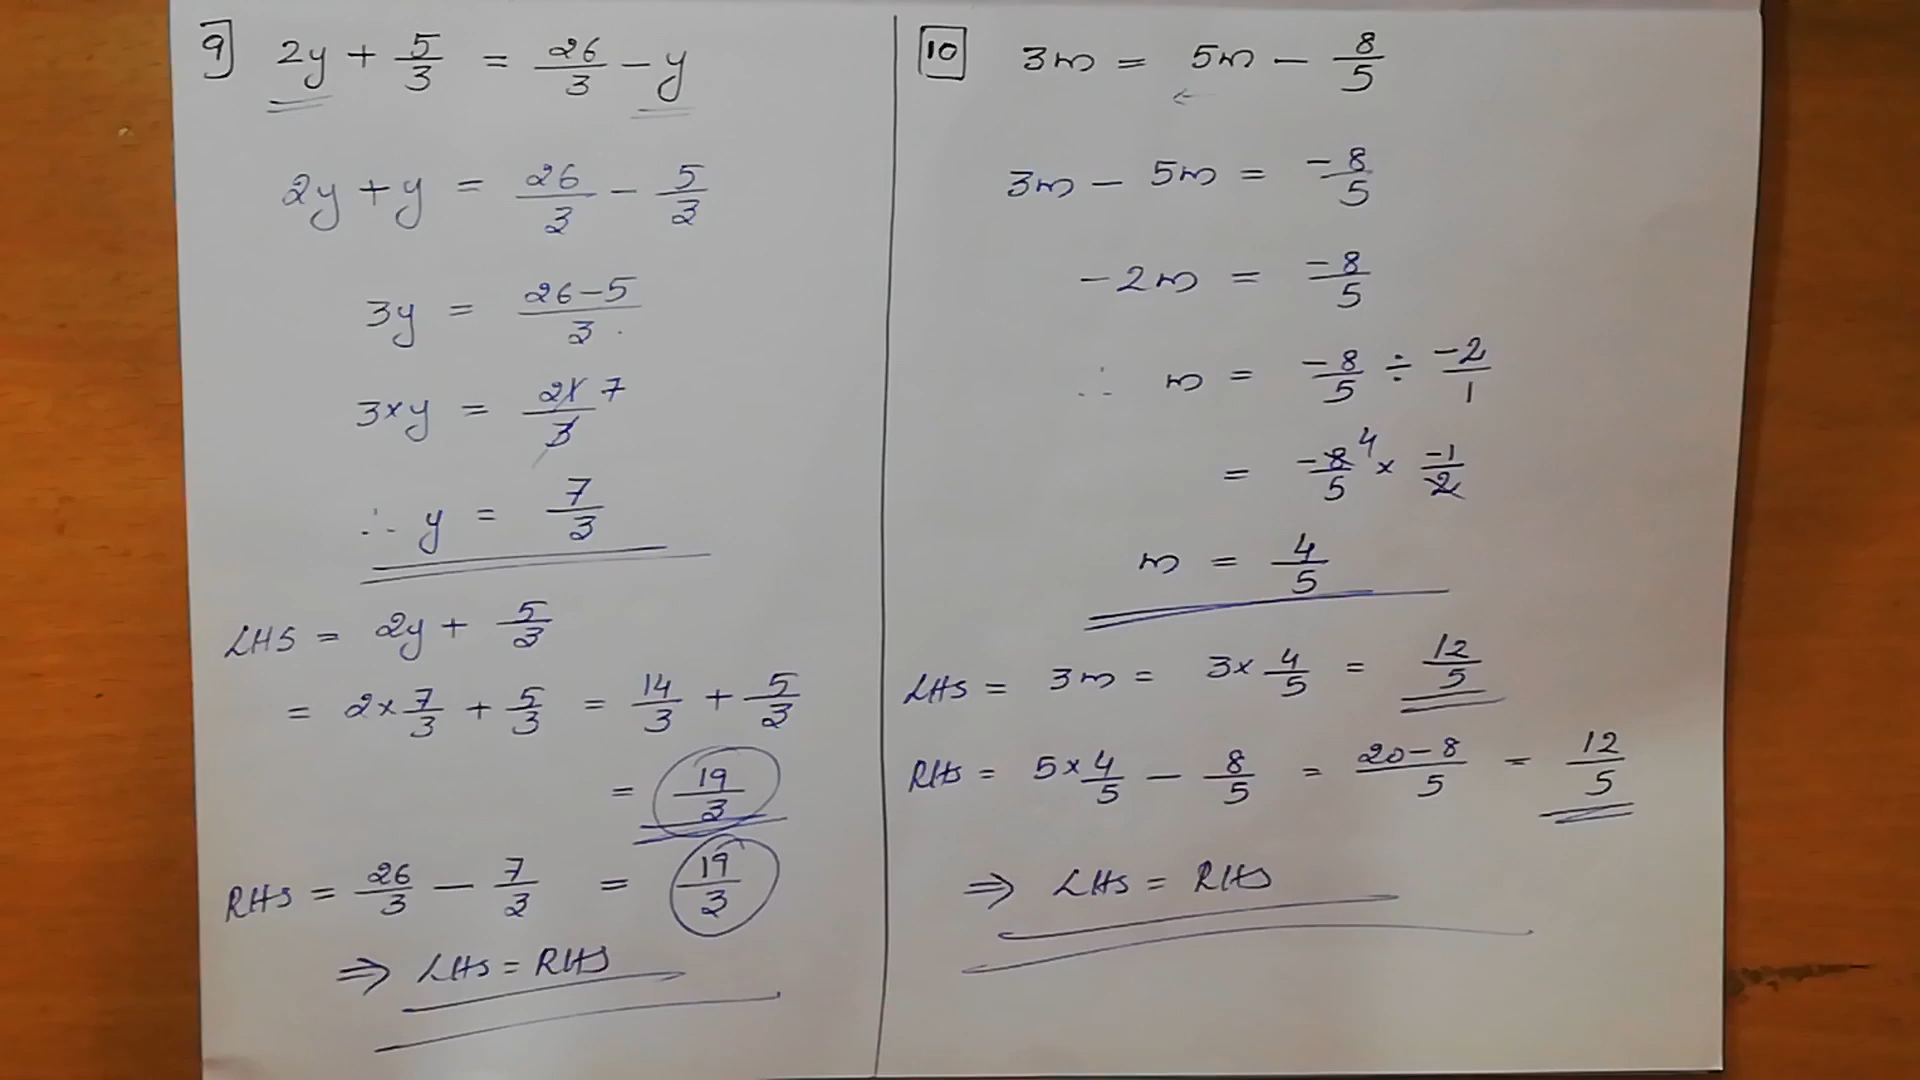 9] 2y + 5/3 = 26/3 - y
2y + y = 26/3 - 5/3
3y = 26-5/3
3×y = 21/3 7
∴ y = 7/3
LHS = 2y + 5/3
= 2×7/3 + 5/3 = 14/3 + 5/3
= 19/3
RHS = 26/3 - 7/3 = 19/3
⇒ LHS = RHS
10 3m = 5m - 8/5
3m - 5m = -8/5
-2m = -8/5
∴ m = -8/5 ÷ -2/1
= -8/5 4 × -1/2
m = 4/5
LHS = 3m = 3×4/5 = 12/5
RHS = 5×4/5 - 8/5 = 20-8/5 = 12/5
⇒ LHS = RHS